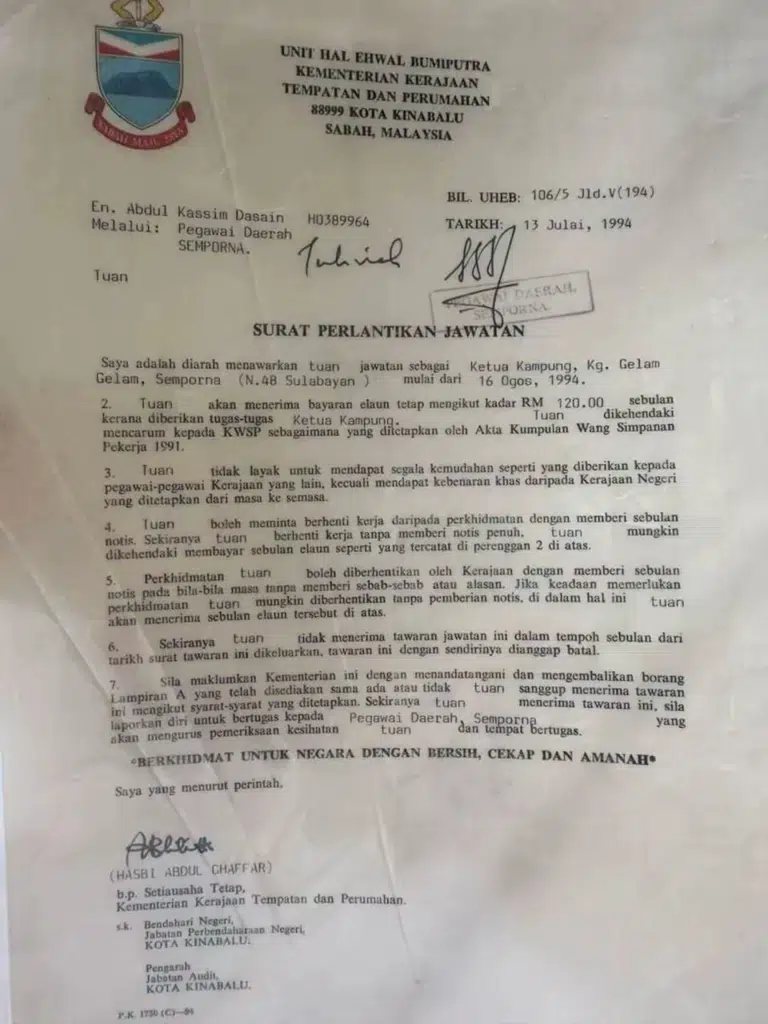 SABAH MALAYSIA
UNIT HAL EHWAL BUMIPUTRA
KEMENTERIAN KERAJAAN
TEMPATAN DAN PERUMAHAN
88999 KOTA KINABALU
SABAH, MALAYSIA
BIL. UHEB: 106/5 Jld.V(194)
En. Abdul Kassim Dasain H0389964
TARIKH: 13 Julai, 1994
Melalui: Pegawai Daerah
SEMPORNA.
Tuan
PEGAWAI DAERAH,
SEMPORNA.
SURAT PERLANTIKAN JAWATAN
Saya adalah diarah menawarkan tuan jawatan sebagai Ketua Kampung, Kg. Gelam
Gelam, Semporna (N.48 Sulabayan ) mulai dari 16 Ogos, 1994.
2. Tuan akan menerima bayaran elaun tetap mengikut kadar RM 120.00 sebulan
kerana diberikan tugas-tugas Ketua Kampung. Tuan dikehendaki
mencarum kepada KWSP sebagaimana yang ditetapkan oleh Akta Kumpulan Wang Simpanan
Pekerja 1991.
3. Tuan tidak layak untuk mendapat segala kemudahan seperti yang diberikan kepada
pegawai-pegawai Kerajaan yang lain, kecuali mendapat kebenaran khas daripada Kerajaan Negeri
yang ditetapkan dari masa ke semasa.
4. Tuan boleh meminta berhenti kerja daripada perkhidmatan dengan memberi sebulan
notis. Sekiranya tuan berhenti kerja tanpa memberi notis penuh, tuan mungkin
dikehendaki membayar sebulan elaun seperti yang tercatat di perenggan 2 di atas.
5. Perkhidmatan tuan boleh diberhentikan oleh Kerajaan dengan memberi sebulan
notis pada bila-bila masa tanpa memberi sebab-sebab atau alasan. Jika keadaan memerlukan
perkhidmatan tuan mungkin diberhentikan tanpa pemberian notis, di dalam hal ini tuan
akan menerima sebulan elaun tersebut di atas.
6. Sekiranya tuan tidak menerima tawaran jawatan ini dalam tempoh sebulan dari
tarikh surat tawaran ini dikeluarkan, tawaran ini dengan sendirinya dianggap batal.
7. Sila maklumkan Kementerian ini dengan menandatangani dan mengembalikan borang
Lampiran A yang telah disediakan sama ada atau tidak tuan sanggup menerima tawaran
ini mengikut syarat-syarat yang ditetapkan. Sekiranya tuan menerima tawaran ini, sila
laporkan diri untuk bertugas kepada Pegawai Daerah, Semporna yang
akan mengurus pemeriksaan kesihatan tuan dan tempat bertugas.
"BERKHIDMAT UNTUK NEGARA DENGAN BERSIH, CEKAP DAN AMANAH"
Saya yang menurut perintah,
(HASBI ABDUL GHAFFAR)
b.p. Setiausaha Tetap,
Kementerian Kerajaan Tempatan dan Perumahan.
s.k. Bendahari Negeri,
Jabatan Perbendaharaan Negeri,
KOTA KINABALU.
Pengarah
Jabatan Audit,
KOTA KINABALU.
P.K. 1750 (C)—84